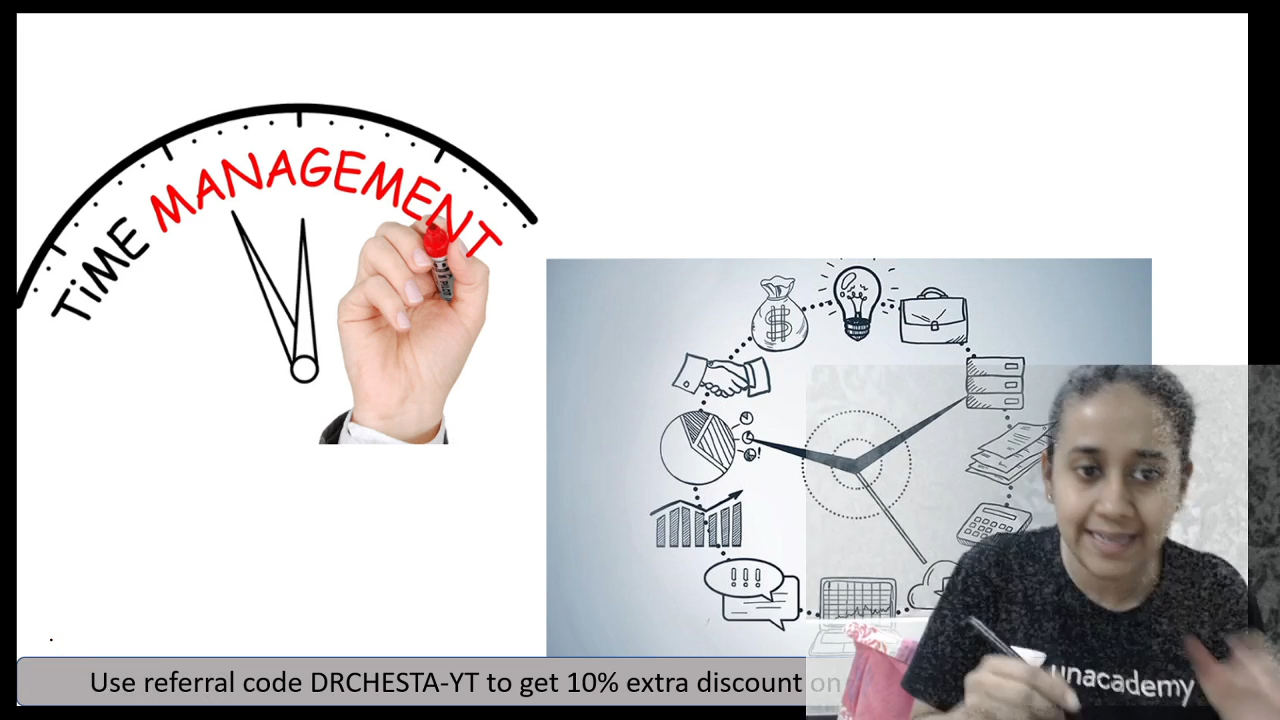 TiME MANAGEMENT
$
!!!
Use referral code DRCHESTA-YT to get 10% extra discount on
unacademy